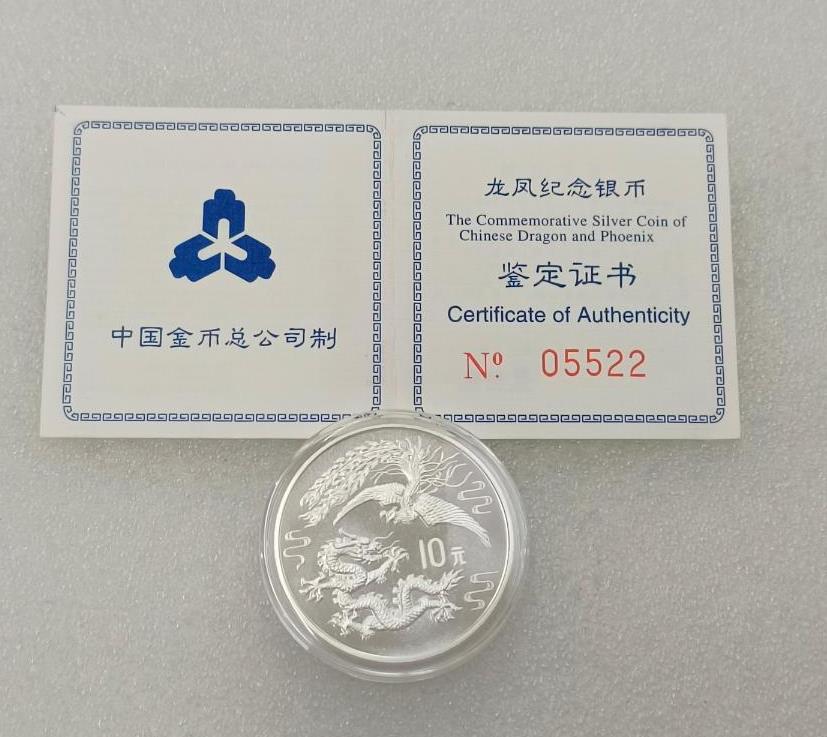 中国金币总公司制
龙凤纪念银币
The Commemorative Silver Coin of
Chinese Dragon and Phoenix
鉴定证书
Certificate of Authenticity
Nº. 05522
10元